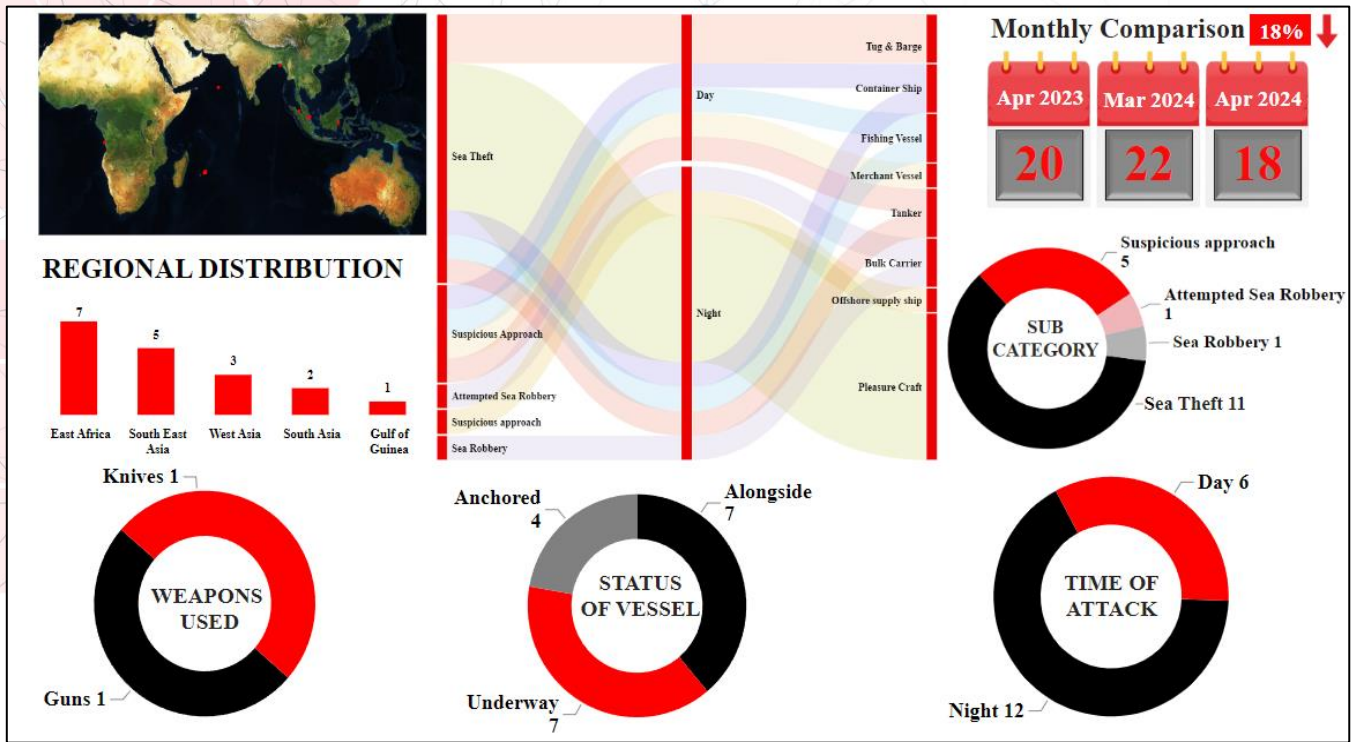 Monthly Comparison 18%
Apr 2023
Mar 2024
Apr 2024
20
22
18
Sea Theft
Suspicious Approach
Attempted Sea Robbery
Suspicious approach
Sea Robbery
Day
Night
Tug & Barge
Container Ship
Fishing Vessel
Merchant Vessel
Tanker
Bulk Carrier
Offshore supply ship
Pleasure Craft
REGIONAL DISTRIBUTION
7
5
3
2
1
East Africa
South East
Asia
West Asia
South Asia
Gulf of
Guinea
SUB
CATEGORY
Suspicious approach
5
Attempted Sea Robbery
1
Sea Robbery 1
Sea Theft 11
Knives 1
WEAPONS
USED
Guns 1
Anchored
4
Alongside
7
STATUS
OF VESSEL
Underway
7
Day 6
TIME OF
ATTACK
Night 12